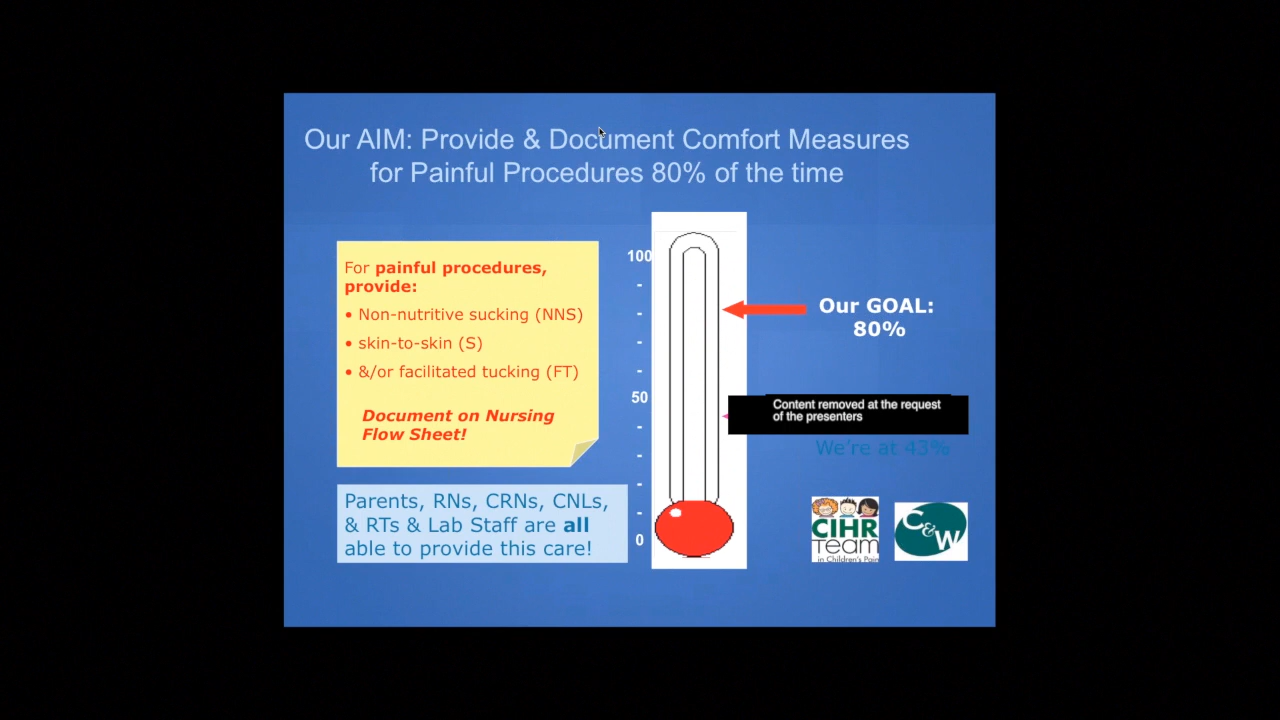 Our AIM: Provide & Document Comfort Measures
for Painful Procedures 80% of the time
For painful procedures,
provide:
• Non-nutritive sucking (NNS)
• skin-to-skin (S)
• &/or facilitated tucking (FT)
Document on Nursing
Flow Sheet!
Parents, RNs, CRNs, CNLs,
& RTs & Lab Staff are all
able to provide this care!
100
-
-
-
-
50
-
-
-
-
0
Our GOAL:
80%
Content removed at the request
of the presenters
We're at 43%
CIHR
Team
in Children's Pain
C&W